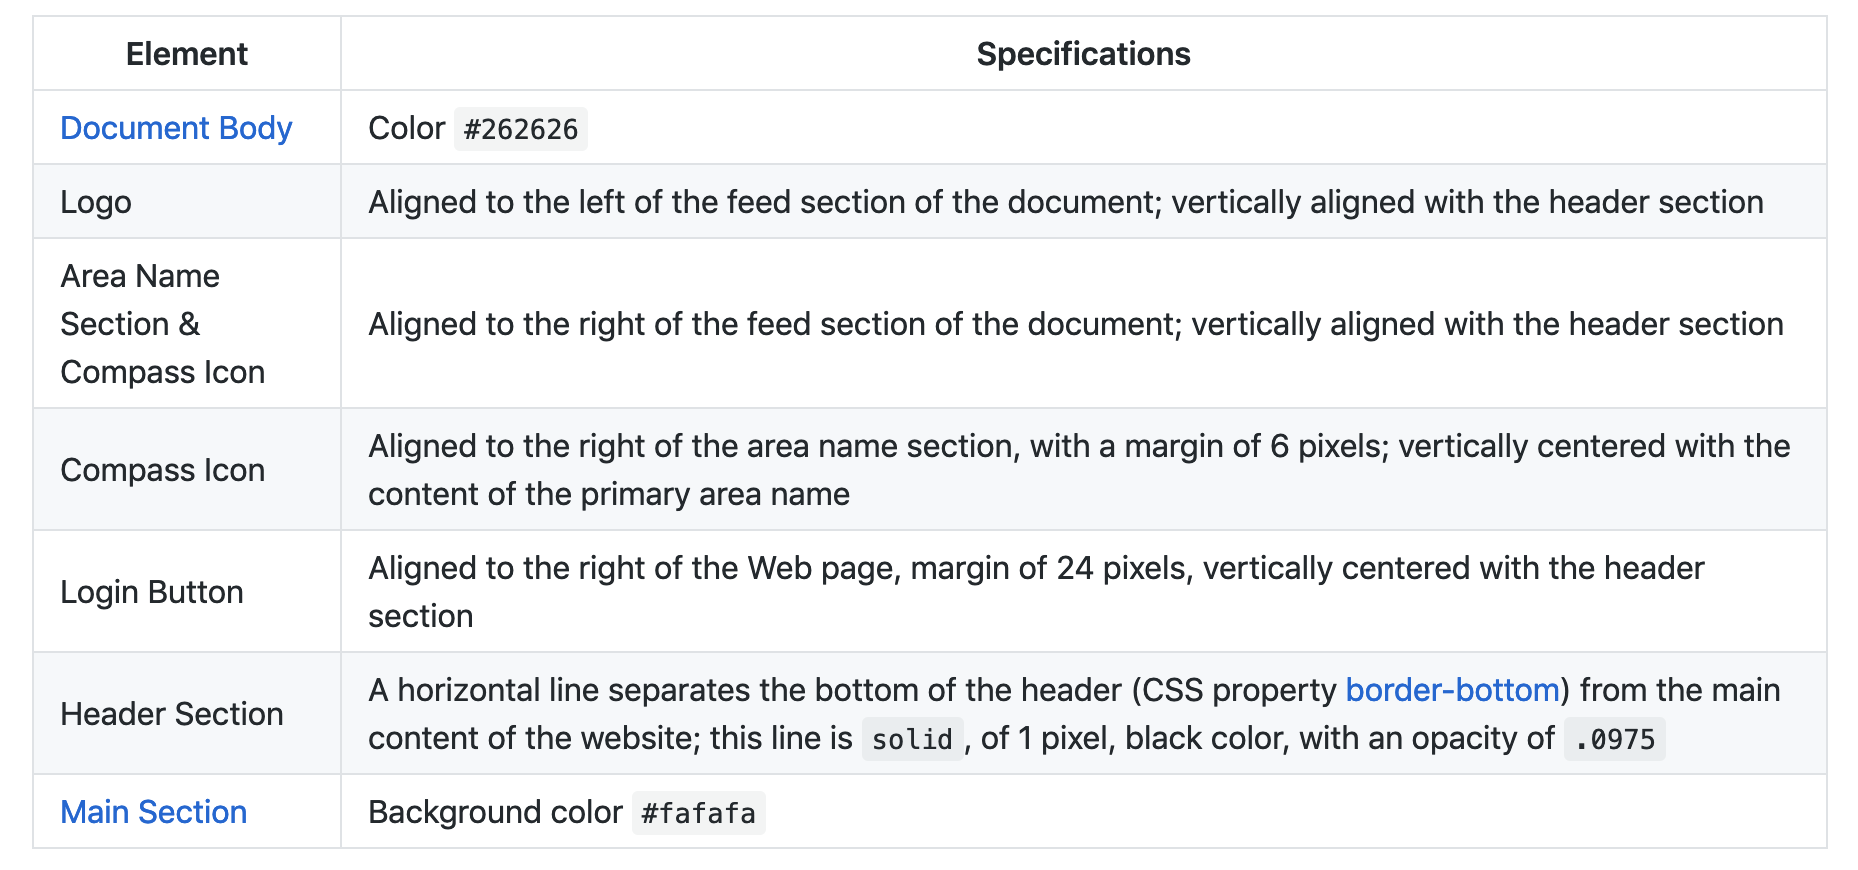 Element
Specifications
Document Body
Color #262626
Logo
Aligned to the left of the feed section of the document; vertically aligned with the header section
Area Name
Section &
Compass Icon
Aligned to the right of the feed section of the document; vertically aligned with the header section
Compass Icon
Aligned to the right of the area name section, with a margin of 6 pixels; vertically centered with the
content of the primary area name
Login Button
Aligned to the right of the Web page, margin of 24 pixels, vertically centered with the header
section
Header Section
A horizontal line separates the bottom of the header (CSS property border-bottom) from the main
content of the website; this line is solid, of 1 pixel, black color, with an opacity of .0975
Main Section
Background color #fafafa